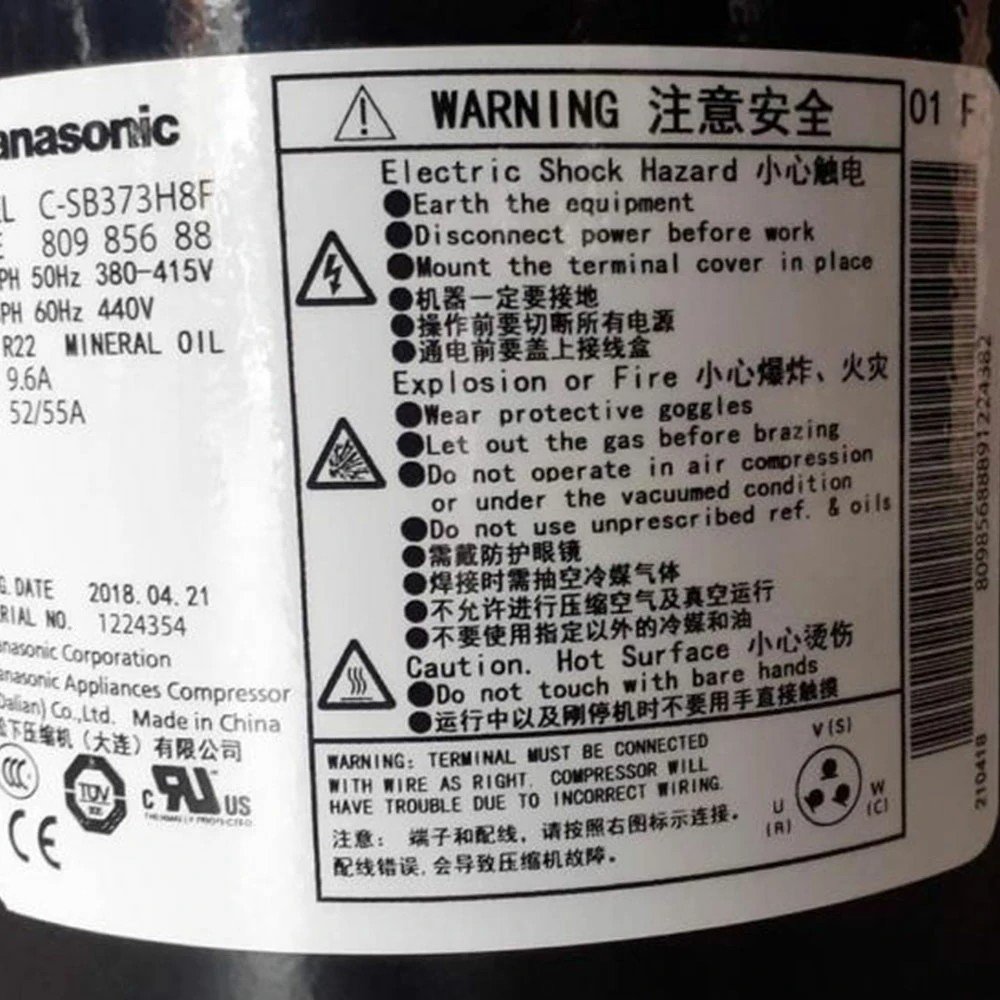 anasonic
EL C-SB373H8F
E 809 856 88
PH 50Hz 380-415V
PH 60Hz 440V
R22 MINERAL OIL
9.6A
52/55A
G.DATE 2018.04.21
RIAL NO. 1224354
anasonic Corporation
anasonic Appliances Compressor
Dalian) Co.,Ltd. Made in China
松下压缩机（大连）有限公司
CCC
TÜV
C RU US
THERMALLY PROTECTED
CE
WARNING 注意安全
Electric Shock Hazard 小心触电
●Earth the equipment
●Disconnect power before work
●Mount the terminal cover in place
●机器一定要接地
●操作前要切断所有电源
●通电前要盖上接线盒
Explosion or Fire 小心爆炸、火灾
●Wear protective goggles
●Let out the gas before brazing
●Do not operate in air compression
or under the vacuumed condition
●Do not use unprescribed ref. & oils
●需戴防护眼镜
●焊接时需抽空冷媒气体
●不允许进行压缩空气及真空运行
●不要使用指定以外的冷媒和油
Caution. Hot Surface 小心烫伤
●Do not touch with bare hands
●运行中以及刚停机时不要用手直接触摸
WARNING: TERMINAL MUST BE CONNECTED
WITH WIRE AS RIGHT. COMPRESSOR WILL
HAVE TROUBLE DUE TO INCORRECT WIRING.
注意： 端子和配线，请按照右图标示连接。
配线错误，会导致压缩机故障。
V(S)
U
(R)
W
(C)
01 F
210418